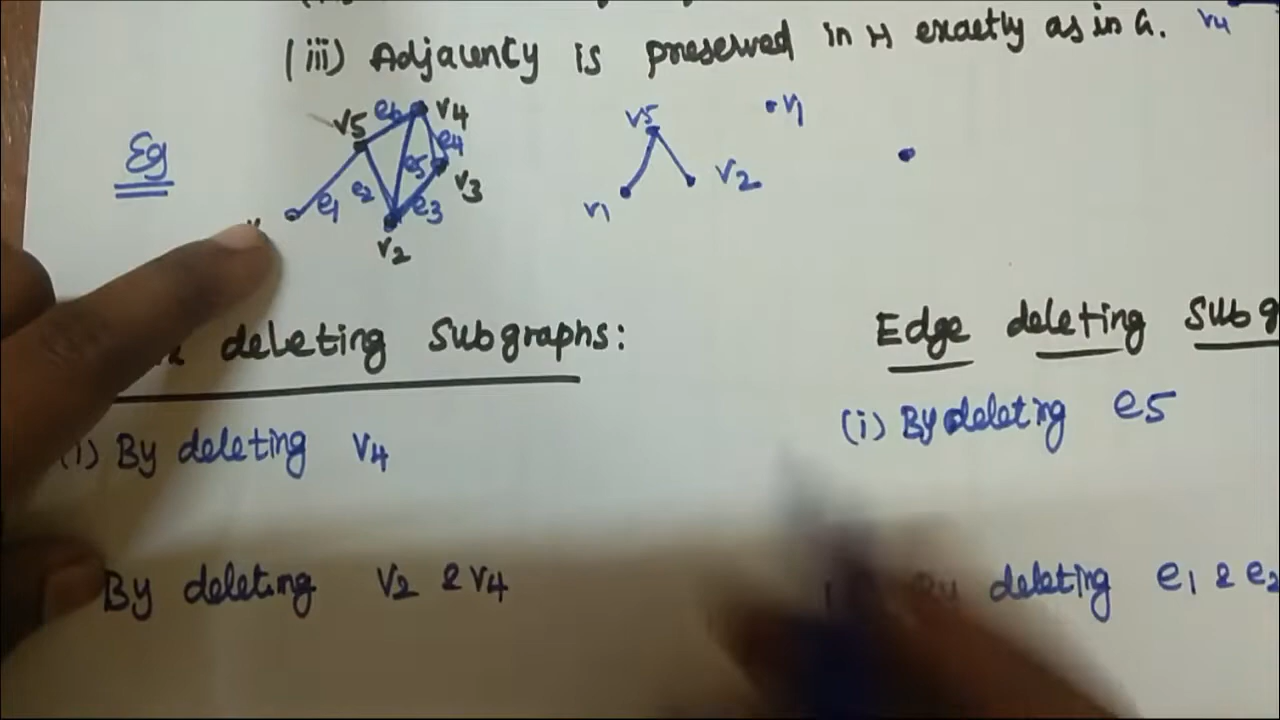 (iii) Adjacency is preserved in H exactly as in G. v4
Eg
v5 e6 v4 e4 e5 v3 e2 e1 e3 v2
v5 v1 v2
v1
deleting Subgraphs:
Edge deleting Subg
(i) By deleting v4
(i) By deleting e5
By deleting v2 & v4
By deleting e1 & e2